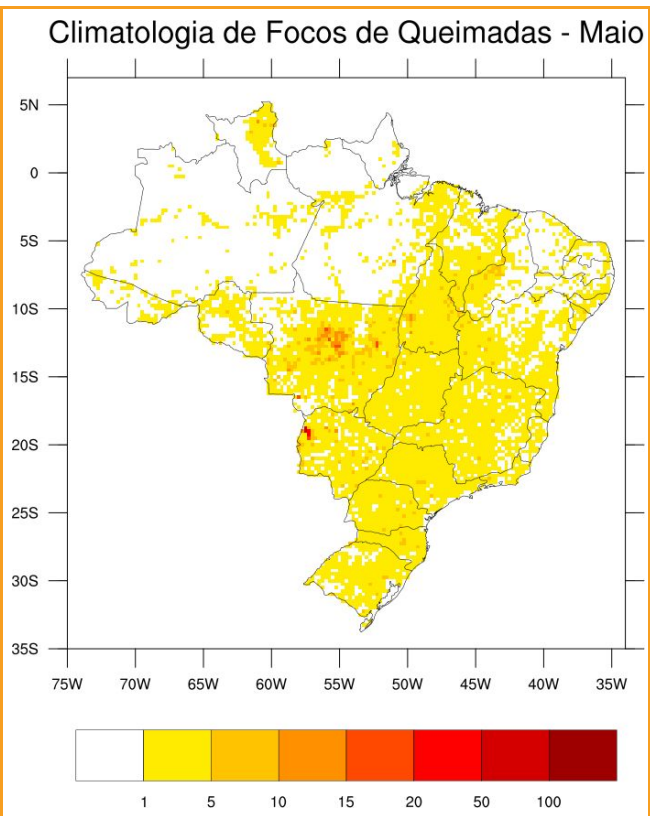 Climatologia de Focos de Queimadas - Maio
5N
0
5S
10S
15S
20S
25S
30S
35S
75W 70W 65W 60W 55W 50W 45W 40W 35W
1 5 10 15 20 50 100